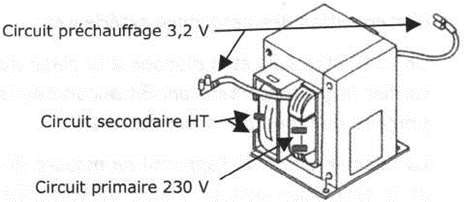 Circuit préchauffage 3,2 V
Circuit secondaire HT
Circuit primaire 230 V